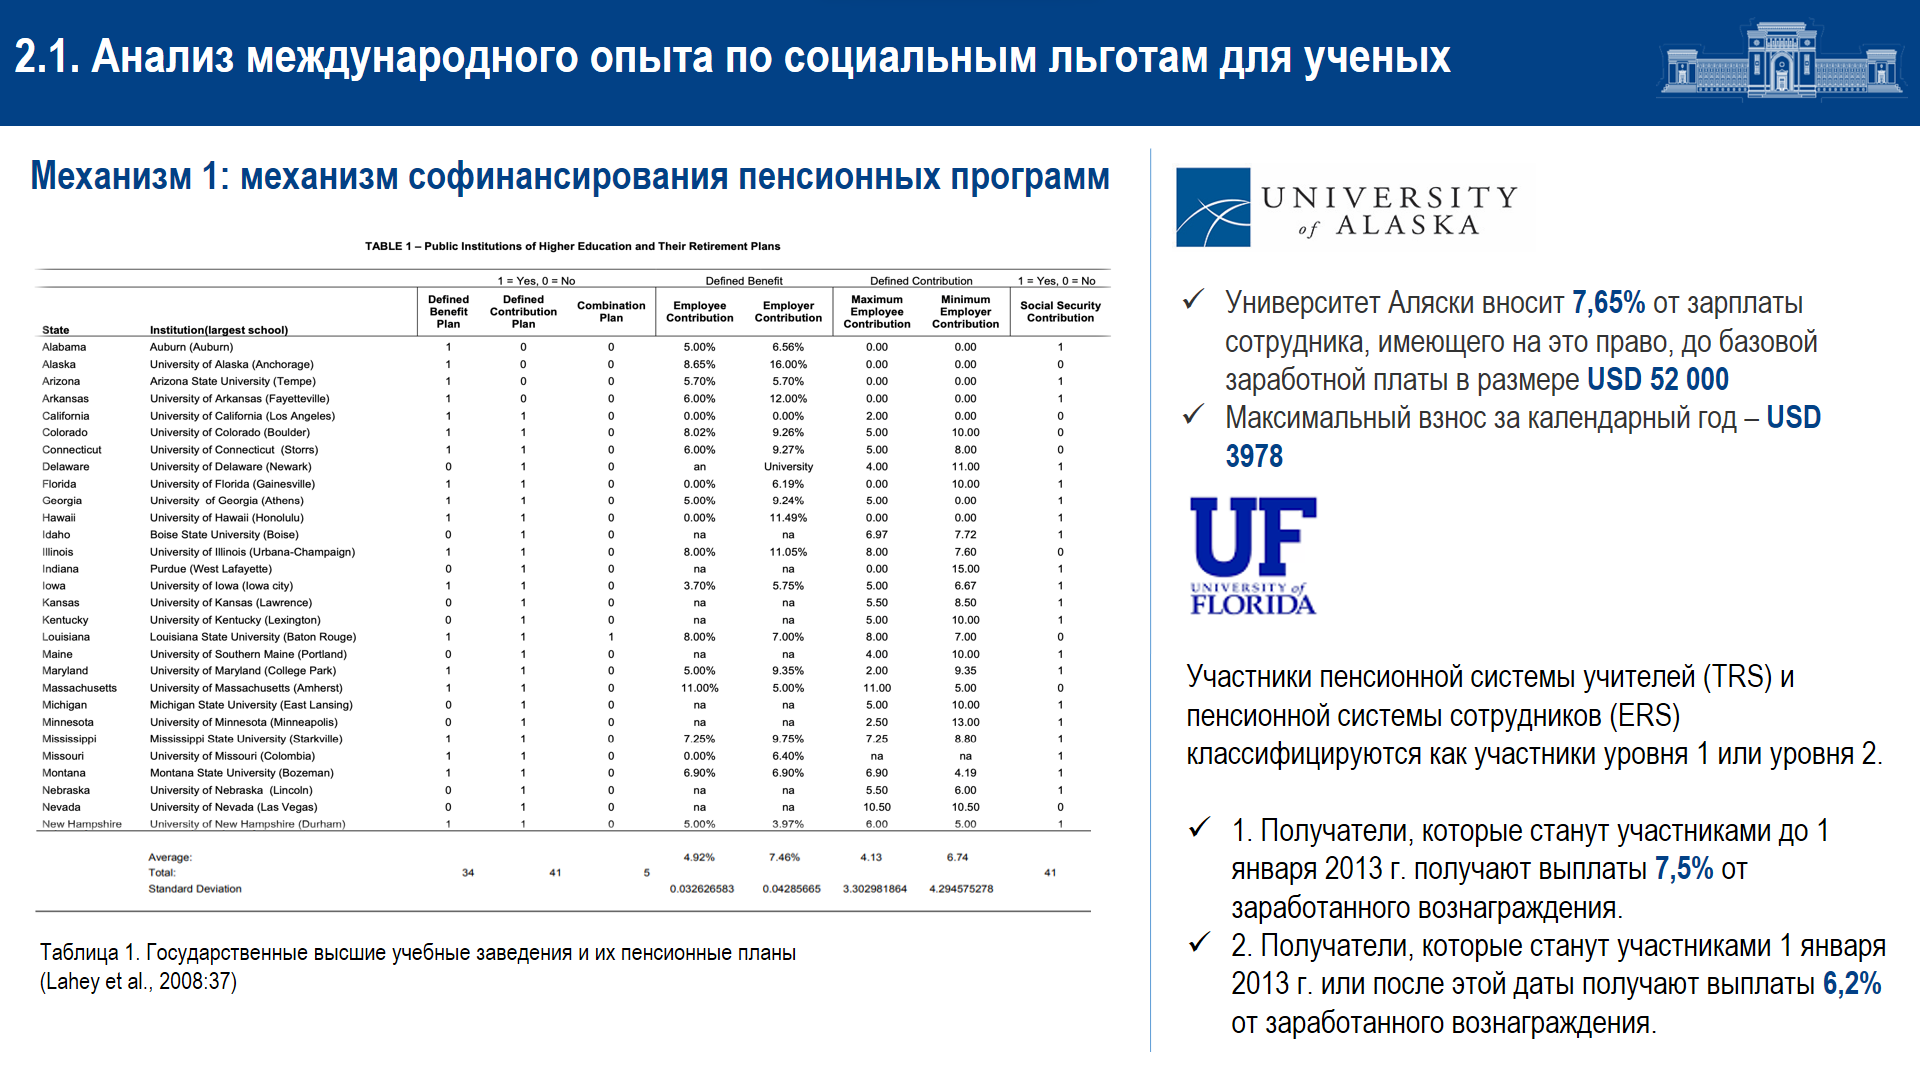 2.1. Анализ международного опыта по социальным льготам для ученых
Механизм 1: механизм софинансирования пенсионных программ
TABLE 1 – Public Institutions of Higher Education and Their Retirement Plans
1 = Yes, 0 = No Defined Benefit Defined Contribution 1 = Yes, 0 = No
State Institution(largest school) Defined Benefit Plan Defined Contribution Plan Combination Plan Employee Contribution Employer Contribution Maximum Employee Contribution Minimum Employer Contribution Social Security Contribution
Alabama Auburn (Auburn) 1 0 0 5.00% 6.56% 0.00 0.00 1
Alaska University of Alaska (Anchorage) 1 0 0 8.65% 16.00% 0.00 0.00 0
Arizona Arizona State University (Tempe) 1 0 0 5.70% 5.70% 0.00 0.00 1
Arkansas University of Arkansas (Fayetteville) 1 0 0 6.00% 12.00% 0.00 0.00 1
California University of California (Los Angeles) 1 1 0 0.00% 0.00% 2.00 0.00 0
Colorado University of Colorado (Boulder) 1 1 0 8.02% 9.26% 5.00 10.00 0
Connecticut University of Connecticut (Storrs) 1 1 0 6.00% 9.27% 5.00 8.00 0
Delaware University of Delaware (Newark) 0 1 0 an University 4.00 11.00 1
Florida University of Florida (Gainesville) 1 1 0 0.00% 6.19% 0.00 10.00 1
Georgia University of Georgia (Athens) 1 1 0 5.00% 9.24% 5.00 0.00 1
Hawaii University of Hawaii (Honolulu) 1 1 0 0.00% 11.49% 0.00 0.00 1
Idaho Boise State University (Boise) 0 1 0 na na 6.97 7.72 1
Illinois University of Illinois (Urbana-Champaign) 1 1 0 8.00% 11.05% 8.00 7.60 0
Indiana Purdue (West Lafayette) 0 1 0 na na 0.00 15.00 1
Iowa University of Iowa (Iowa city) 1 1 0 3.70% 5.75% 5.00 6.67 1
Kansas University of Kansas (Lawrence) 0 1 0 na na 5.50 8.50 1
Kentucky University of Kentucky (Lexington) 0 1 0 na na 5.00 10.00 1
Louisiana Louisiana State University (Baton Rouge) 1 1 1 8.00% 7.00% 8.00 7.00 0
Maine University of Southern Maine (Portland) 0 1 0 na na 4.00 10.00 1
Maryland University of Maryland (College Park) 1 1 0 5.00% 9.35% 2.00 9.35 1
Massachusetts University of Massachusetts (Amherst) 1 1 0 11.00% 5.00% 11.00 5.00 0
Michigan Michigan State University (East Lansing) 0 1 0 na na 5.00 10.00 1
Minnesota University of Minnesota (Minneapolis) 0 1 0 na na 2.50 13.00 1
Mississippi Mississippi State University (Starkville) 1 1 0 7.25% 9.75% 7.25 8.80 1
Missouri University of Missouri (Colombia) 1 1 0 0.00% 6.40% na na 1
Montana Montana State University (Bozeman) 1 1 0 6.90% 6.90% 6.90 4.19 1
Nebraska University of Nebraska (Lincoln) 0 1 0 na na 5.50 6.00 1
Nevada University of Nevada (Las Vegas) 0 1 0 na na 10.50 10.50 0
New Hampshire University of New Hampshire (Durham) 1 1 0 5.00% 3.97% 6.00 5.00 1
Average: 4.92% 7.46% 4.13 6.74
Total: 34 41 5 41
Standard Deviation 0.032626583 0.04285665 3.302981864 4.294575278
Таблица 1. Государственные высшие учебные заведения и их пенсионные планы
(Lahey et al., 2008:37)
UNIVERSITY
of ALASKA
✓ Университет Аляски вносит 7,65% от зарплаты
сотрудника, имеющего на это право, до базовой
заработной платы в размере USD 52 000
✓ Максимальный взнос за календарный год – USD
3978
UF
UNIVERSITY of
FLORIDA
Участники пенсионной системы учителей (TRS) и
пенсионной системы сотрудников (ERS)
классифицируются как участники уровня 1 или уровня 2.
✓ 1. Получатели, которые станут участниками до 1
января 2013 г. получают выплаты 7,5% от
заработанного вознаграждения.
✓ 2. Получатели, которые станут участниками 1 января
2013 г. или после этой даты получают выплаты 6,2%
от заработанного вознаграждения.